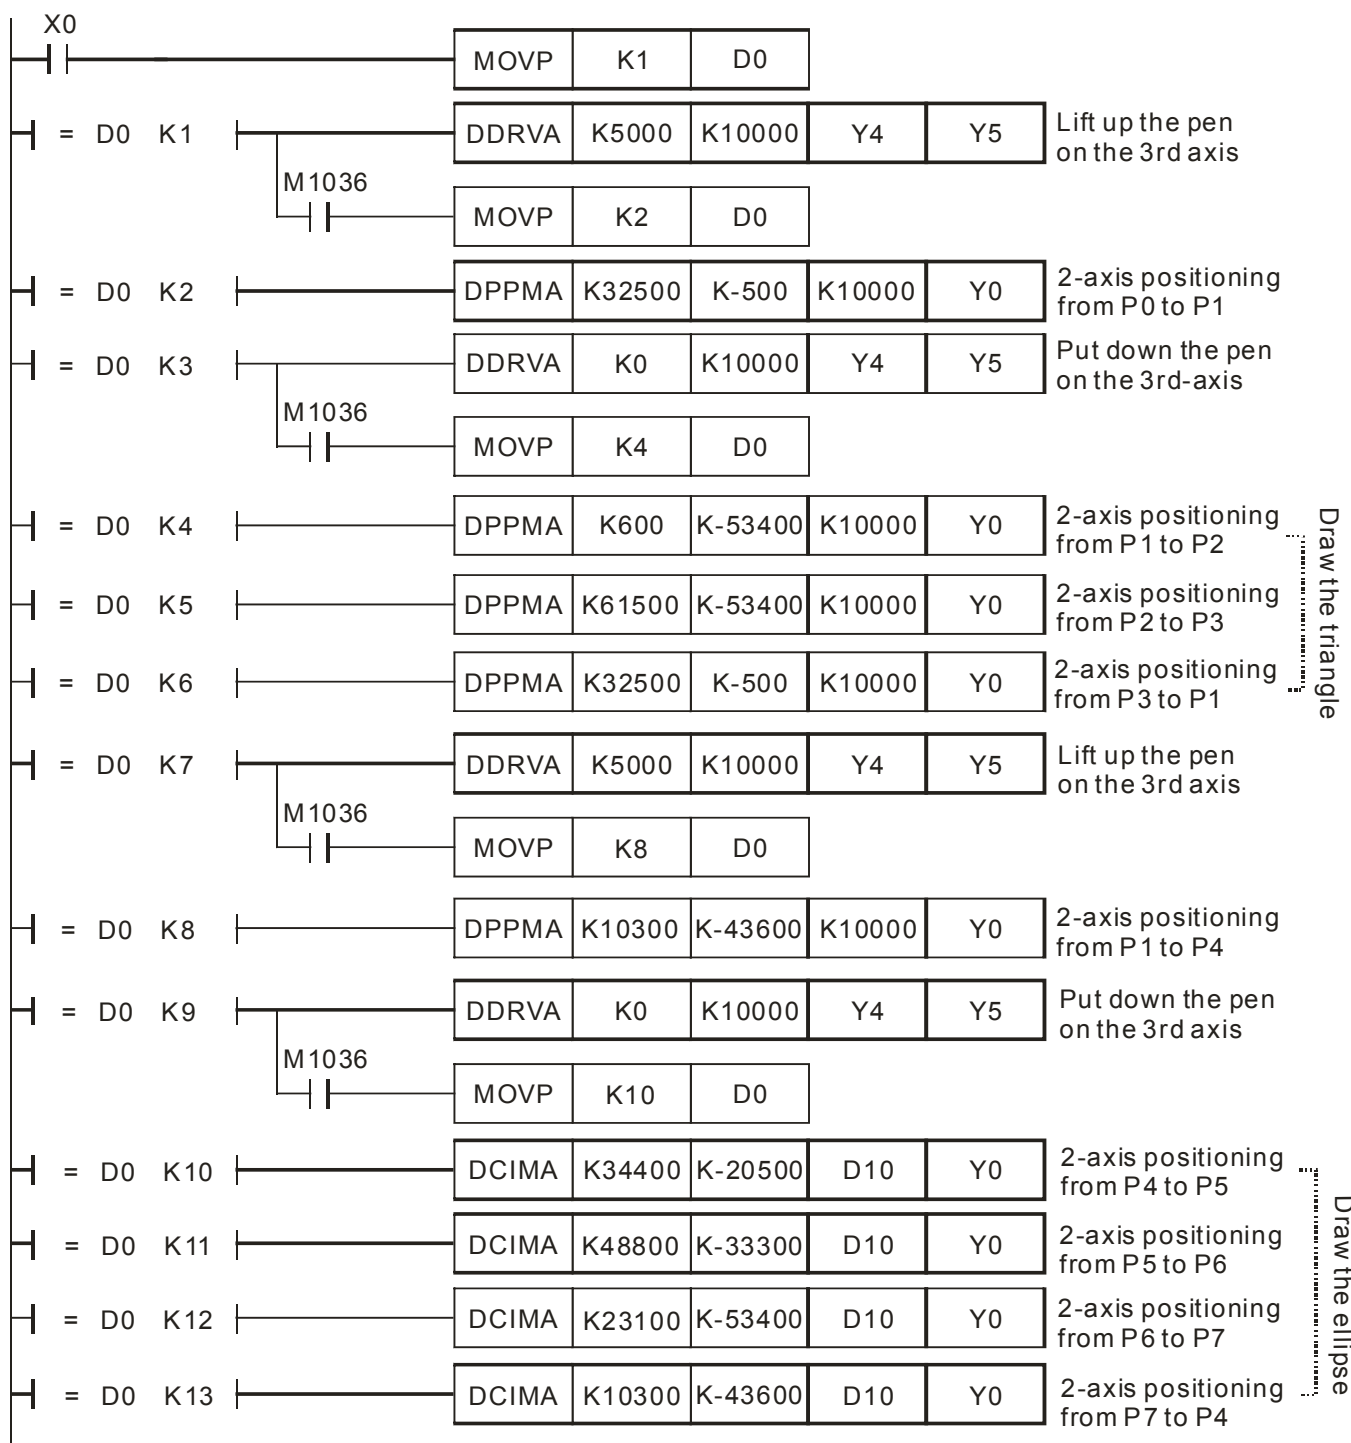 X0
MOVP K1 D0
= D0 K1 DDRVA K5000 K10000 Y4 Y5 Lift up the pen
on the 3rd axis
M1036
MOVP K2 D0
= D0 K2 DPPMA K32500 K-500 K10000 Y0 2-axis positioning
from P0 to P1
= D0 K3 DDRVA K0 K10000 Y4 Y5 Put down the pen
on the 3rd-axis
M1036
MOVP K4 D0
= D0 K4 DPPMA K600 K-53400 K10000 Y0 2-axis positioning
from P1 to P2
= D0 K5 DPPMA K61500 K-53400 K10000 Y0 2-axis positioning
from P2 to P3
= D0 K6 DPPMA K32500 K-500 K10000 Y0 2-axis positioning
from P3 to P1
Draw the triangle
= D0 K7 DDRVA K5000 K10000 Y4 Y5 Lift up the pen
on the 3rd axis
M1036
MOVP K8 D0
= D0 K8 DPPMA K10300 K-43600 K10000 Y0 2-axis positioning
from P1 to P4
= D0 K9 DDRVA K0 K10000 Y4 Y5 Put down the pen
on the 3rd axis
M1036
MOVP K10 D0
= D0 K10 DCIMA K34400 K-20500 D10 Y0 2-axis positioning
from P4 to P5
= D0 K11 DCIMA K48800 K-33300 D10 Y0 2-axis positioning
from P5 to P6
= D0 K12 DCIMA K23100 K-53400 D10 Y0 2-axis positioning
from P6 to P7
= D0 K13 DCIMA K10300 K-43600 D10 Y0 2-axis positioning
from P7 to P4
Draw the ellipse